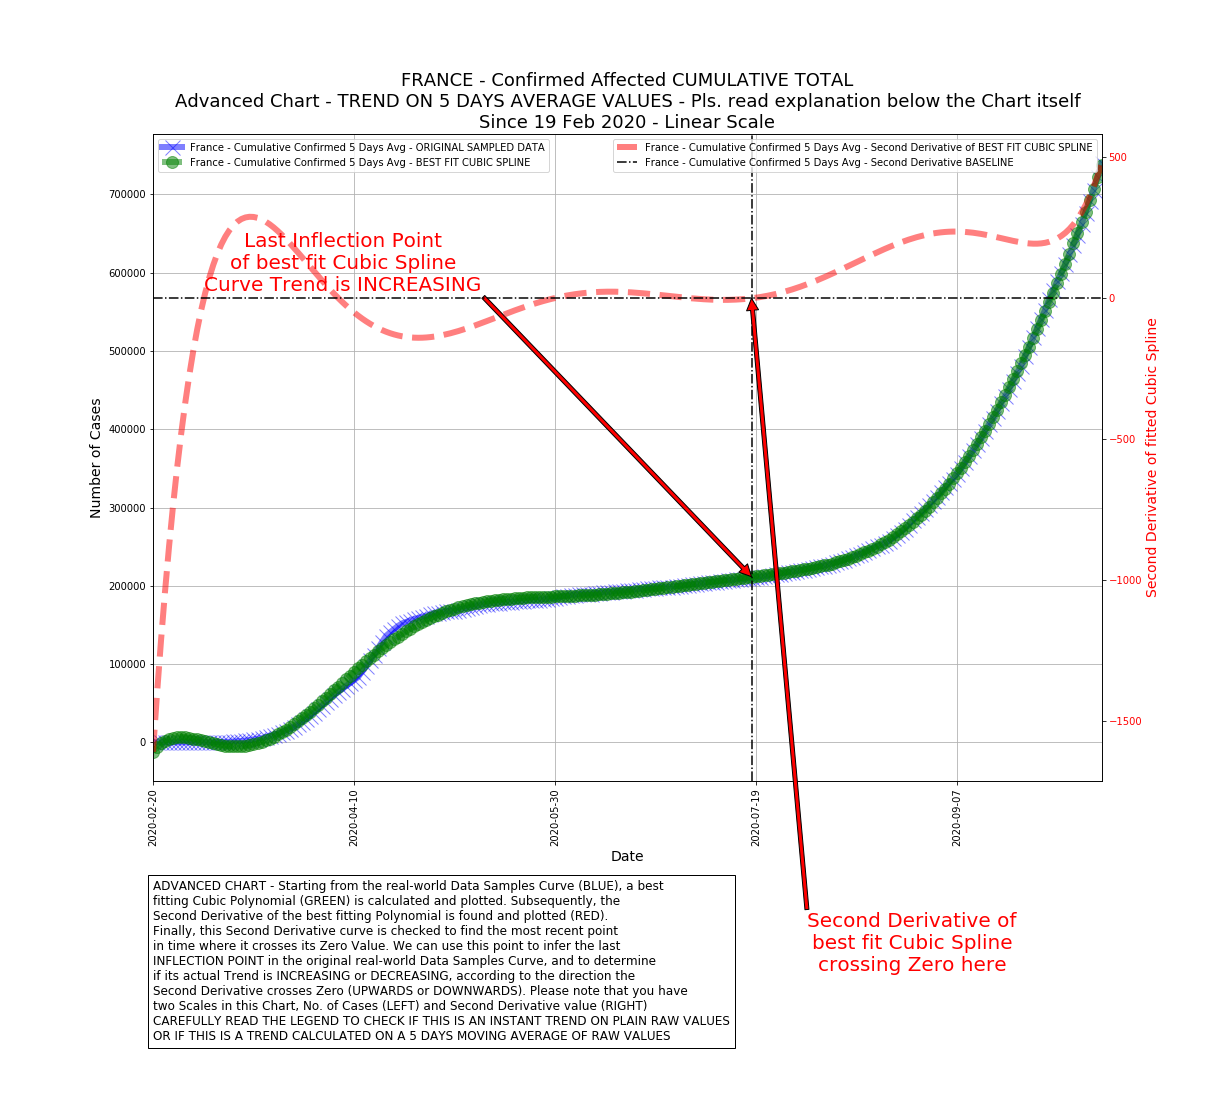 FRANCE - Confirmed Affected CUMULATIVE TOTAL
Advanced Chart - TREND ON 5 DAYS AVERAGE VALUES - Pls. read explanation below the Chart itself
Since 19 Feb 2020 - Linear Scale
France - Cumulative Confirmed 5 Days Avg - ORIGINAL SAMPLED DATA
France - Cumulative Confirmed 5 Days Avg - BEST FIT CUBIC SPLINE
France - Cumulative Confirmed 5 Days Avg - Second Derivative of BEST FIT CUBIC SPLINE
France - Cumulative Confirmed 5 Days Avg - Second Derivative BASELINE
Last Inflection Point
of best fit Cubic Spline
Curve Trend is INCREASING
Number of Cases
700000
600000
500000
400000
300000
200000
100000
0
500
0
−500
−1000
−1500
Second Derivative of fitted Cubic Spline
2020-02-20
2020-04-10
2020-05-30
2020-07-19
2020-09-07
Date
Second Derivative of
best fit Cubic Spline
crossing Zero here
ADVANCED CHART - Starting from the real-world Data Samples Curve (BLUE), a best
fitting Cubic Polynomial (GREEN) is calculated and plotted. Subsequently, the
Second Derivative of the best fitting Polynomial is found and plotted (RED).
Finally, this Second Derivative curve is checked to find the most recent point
in time where it crosses its Zero Value. We can use this point to infer the last
INFLECTION POINT in the original real-world Data Samples Curve, and to determine
if its actual Trend is INCREASING or DECREASING, according to the direction the
Second Derivative crosses Zero (UPWARDS or DOWNWARDS). Please note that you have
two Scales in this Chart, No. of Cases (LEFT) and Second Derivative value (RIGHT)
CAREFULLY READ THE LEGEND TO CHECK IF THIS IS AN INSTANT TREND ON PLAIN RAW VALUES
OR IF THIS IS A TREND CALCULATED ON A 5 DAYS MOVING AVERAGE OF RAW VALUES